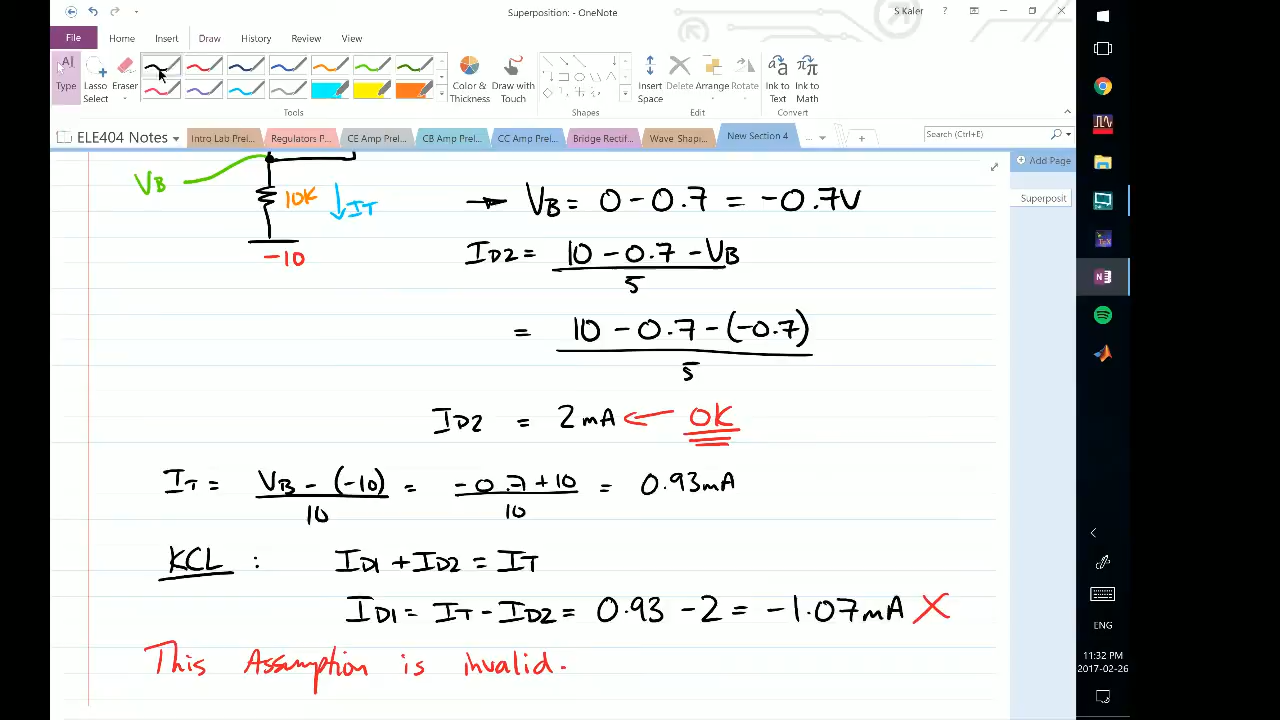 Superposition: - OneNote
S Kaler
?
File Home Insert Draw History Review View
Type
Lasso Select
Eraser
Color & Thickness
Draw with Touch
Insert Space
Delete
Arrange
Rotate
Ink to Text
Ink to Math
Tools
Shapes
Edit
Convert
ELE404 Notes
Intro Lab Prel
Regulators P...
CE Amp Prel..
CB Amp Prel...
CC Amp Prel...
Bridge Rectif..
Wave Shapi
New Section 4
...
Search (Ctrl+E)
Add Page
Superposit
VB
10K
IT
-10
VB = 0 - 0.7 = -0.7V
ID2 = 10 - 0.7 - VB
5
= 10 - 0.7 - (-0.7)
5
ID2 = 2mA ← OK
IT = VB - (-10) = -0.7 + 10 = 0.93mA
10 10
KCL : ID1 + ID2 = IT
ID1 = IT - ID2 = 0.93 - 2 = -1.07mA X
This Assumption is invalid.
ENG
11:32 PM
2017-02-26